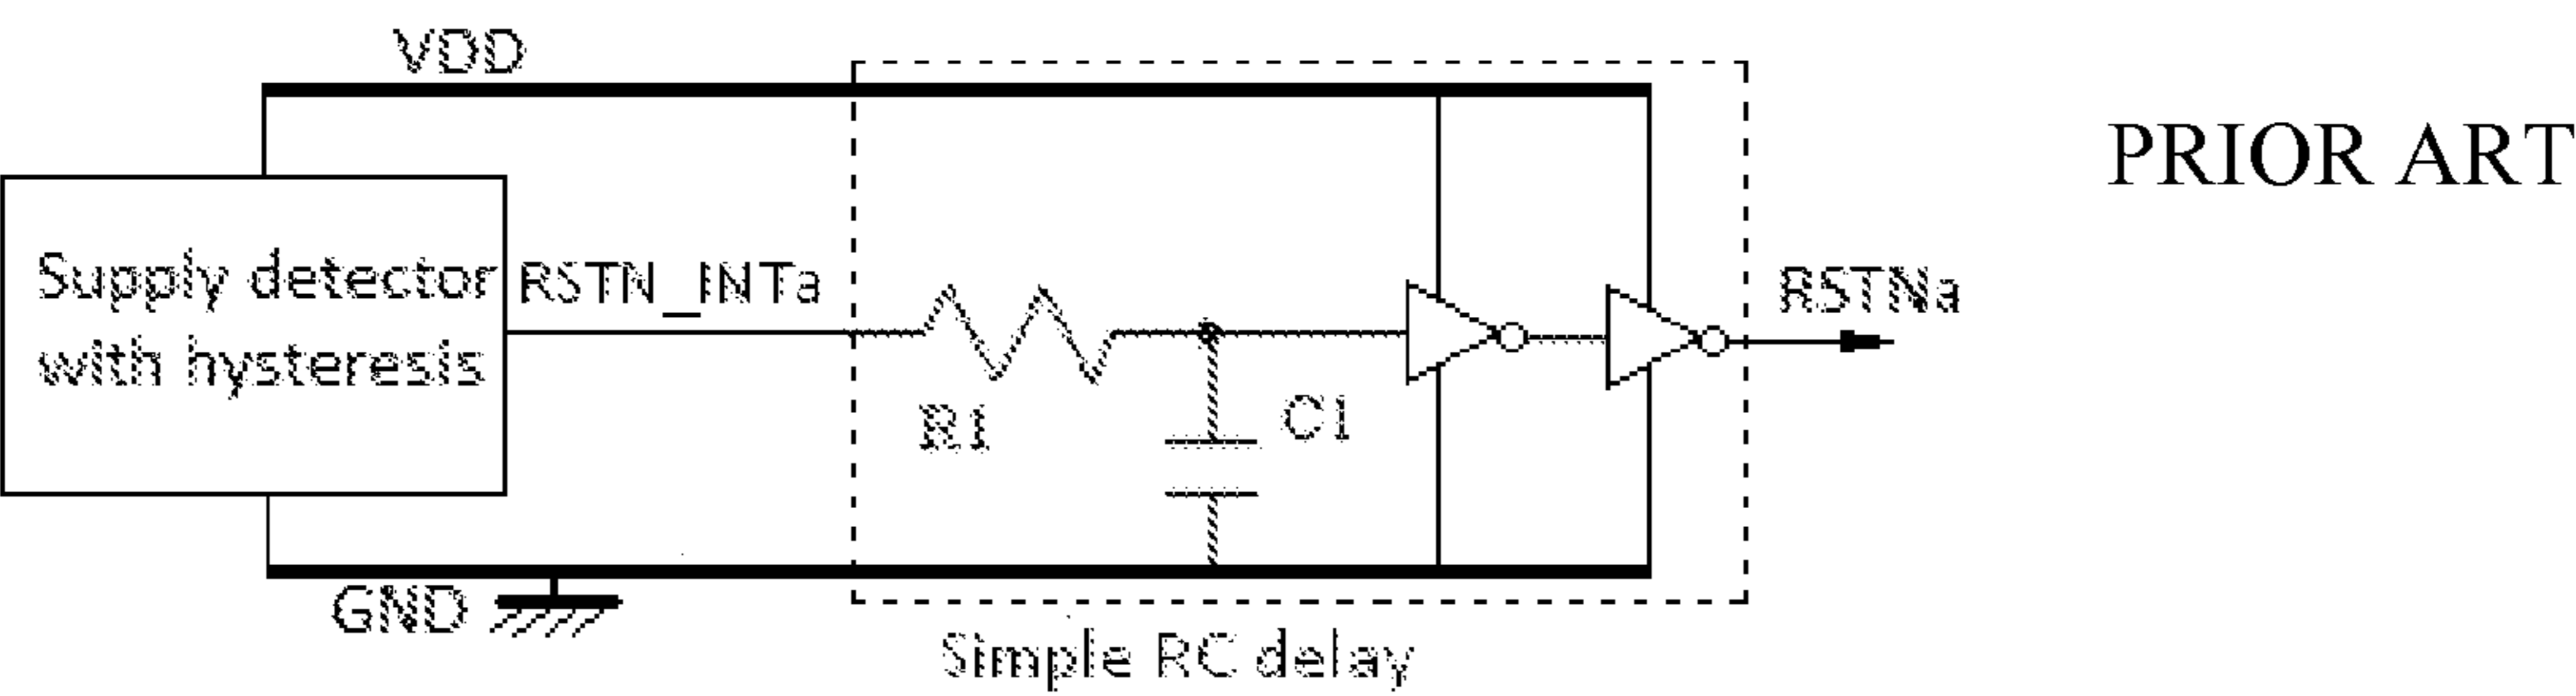 VDD
PRIOR ART
Supply detector
with hysteresis
RSTN_INTa
RSTNa
R1
C1
GND
Simple RC delay